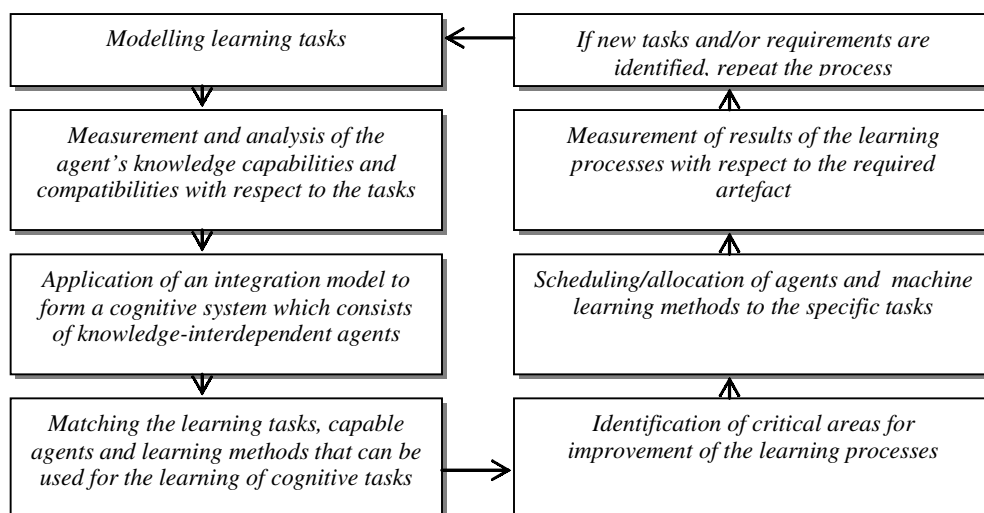 Modelling learning tasks
If new tasks and/or requirements are
identified, repeat the process
Measurement and analysis of the
agent's knowledge capabilities and
compatibilities with respect to the tasks
Measurement of results of the learning
processes with respect to the required
artefact
Application of an integration model to
form a cognitive system which consists
of knowledge-interdependent agents
Scheduling/allocation of agents and machine
learning methods to the specific tasks
Matching the learning tasks, capable
agents and learning methods that can be
used for the learning of cognitive tasks
Identification of critical areas for
improvement of the learning processes